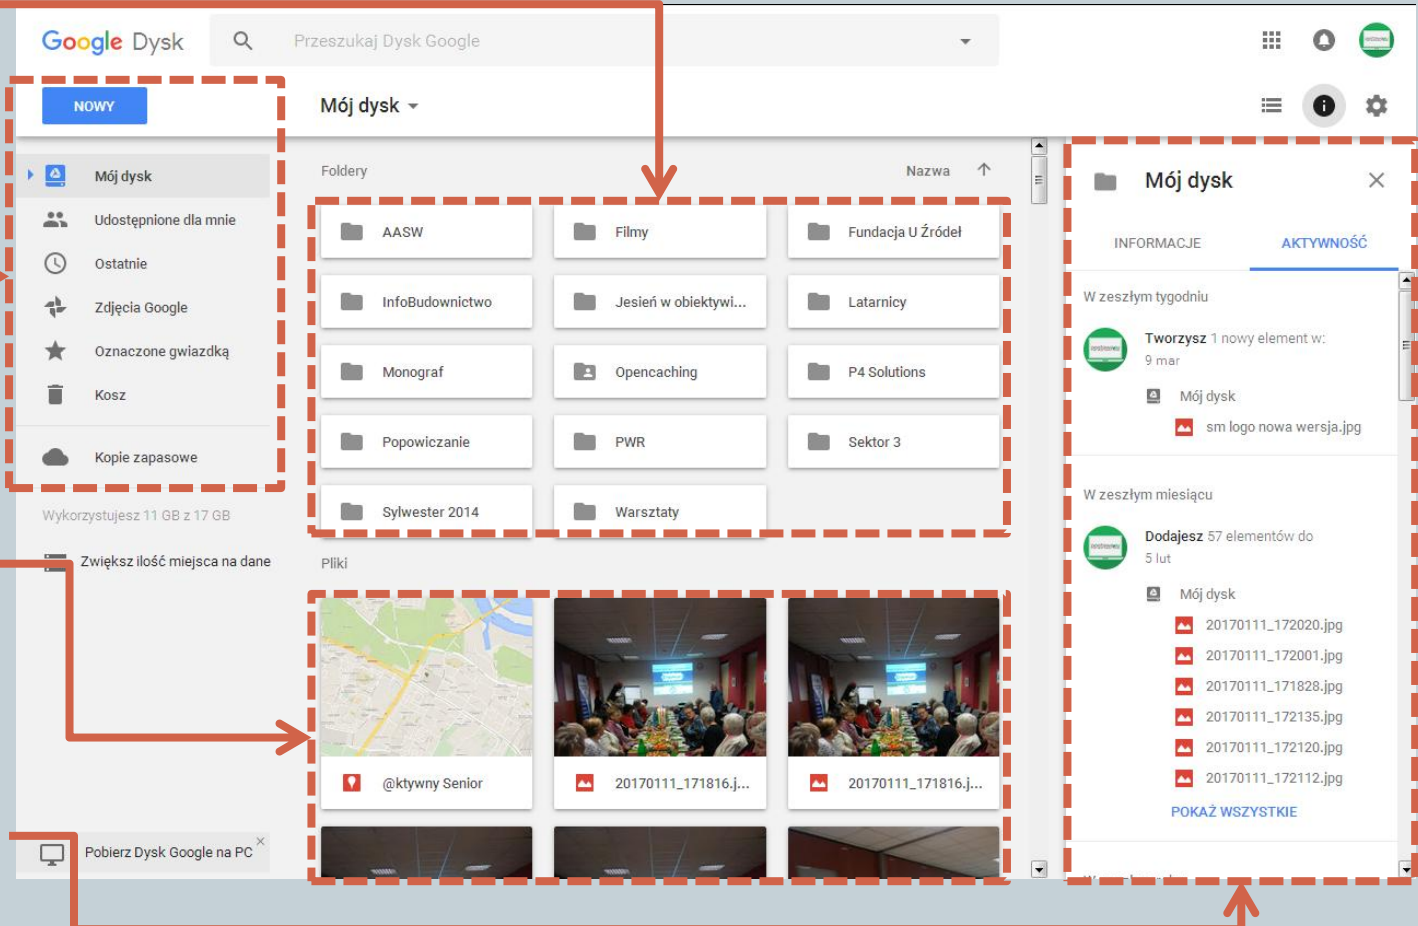 Google Dysk
Przeszukaj Dysk Google
NOWY
Mój dysk
Mój dysk
Udostępnione dla mnie
Ostatnie
Zdjęcia Google
Oznaczone gwiazdką
Kosz
Kopie zapasowe
Wykorzystujesz 11 GB z 17 GB
Zwiększ ilość miejsca na dane
Pobierz Dysk Google na PC
Foldery
Nazwa
AASW
Filmy
Fundacja U Źródeł
InfoBudownictwo
Jesień w obiektywi...
Latarnicy
Monograf
Opencaching
P4 Solutions
Popowiczanie
PWR
Sektor 3
Sylwester 2014
Warsztaty
Pliki
@ktywny Senior
20170111_171816.j...
20170111_171816.j...
Mój dysk
INFORMACJE
AKTYWNOŚĆ
W zeszłym tygodniu
Tworzysz 1 nowy element w:
9 mar
Mój dysk
sm logo nowa wersja.jpg
W zeszłym miesiącu
Dodajesz 57 elementów do
5 lut
Mój dysk
20170111_172020.jpg
20170111_172001.jpg
20170111_171828.jpg
20170111_172135.jpg
20170111_172120.jpg
20170111_172112.jpg
POKAŻ WSZYSTKIE